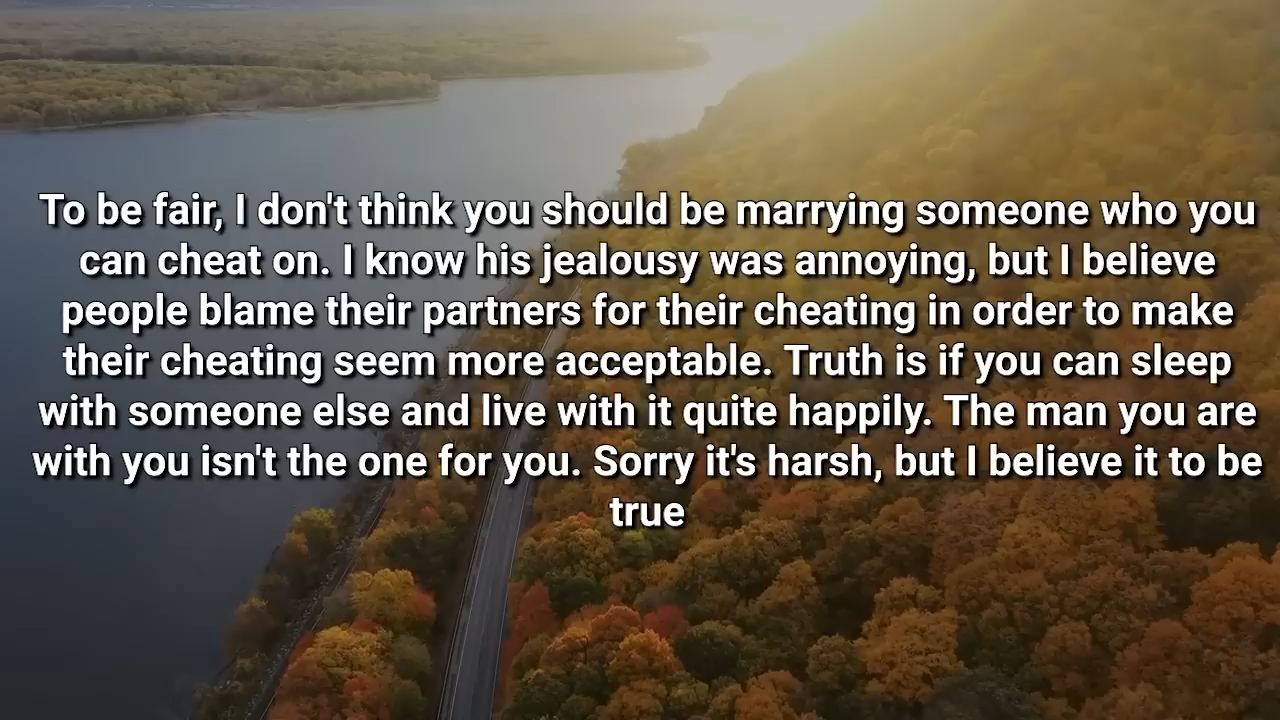 To be fair, I don't think you should be marrying someone who you
can cheat on. I know his jealousy was annoying, but I believe
people blame their partners for their cheating in order to make
their cheating seem more acceptable. Truth is if you can sleep
with someone else and live with it quite happily. The man you are
with you isn't the one for you. Sorry it's harsh, but I believe it to be
true